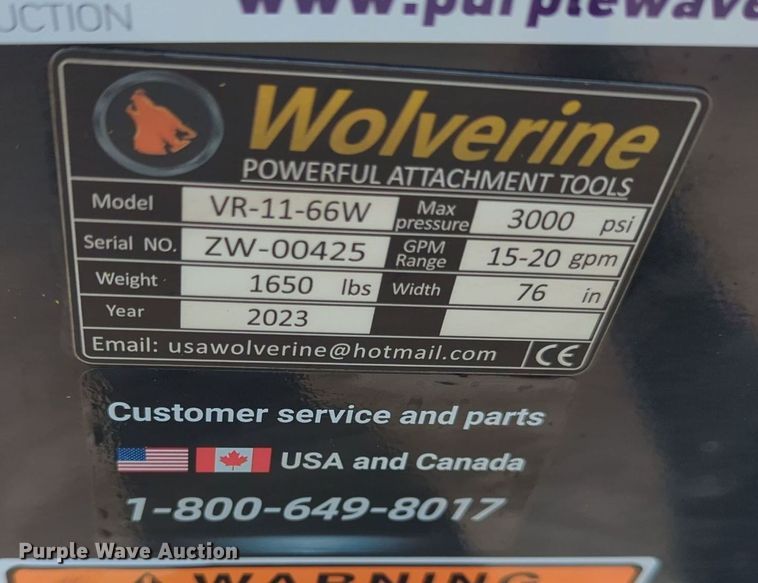 UCTION
www.purplewave
Wolverine
POWERFUL ATTACHMENT TOOLS
Model VR-11-66W Max pressure 3000 psi
Serial NO. ZW-00425 GPM Range 15-20 gpm
Weight 1650 lbs Width 76 in
Year 2023
Email: usawolverine@hotmail.com CE
Customer service and parts
USA and Canada
1-800-649-8017
Purple Wave Auction
WARNING